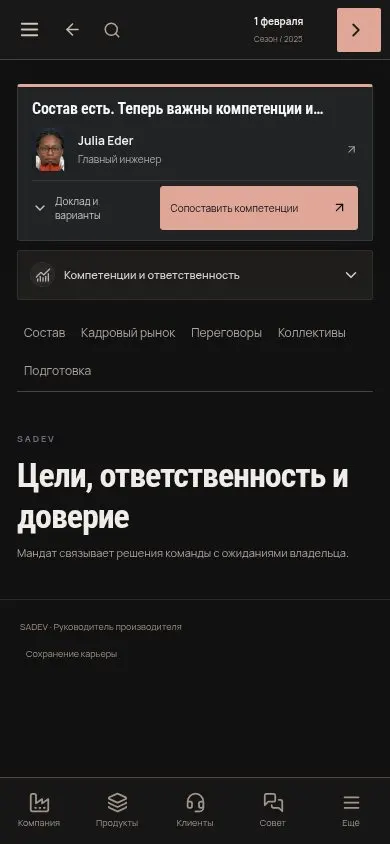 1 февраля
Сезон / 2025
Состав есть. Теперь важны компетенции и…
Julia Eder
Главный инженер
Доклад и
варианты
Сопоставить компетенции
Компетенции и ответственность
Состав Кадровый рынок Переговоры Коллективы
Подготовка
SADEV
Цели, ответственность и
доверие
Мандат связывает решения команды с ожиданиями владельца.
SADEV · Руководитель производителя
Сохранение карьеры
Компания Продукты Клиенты Совет Ещё